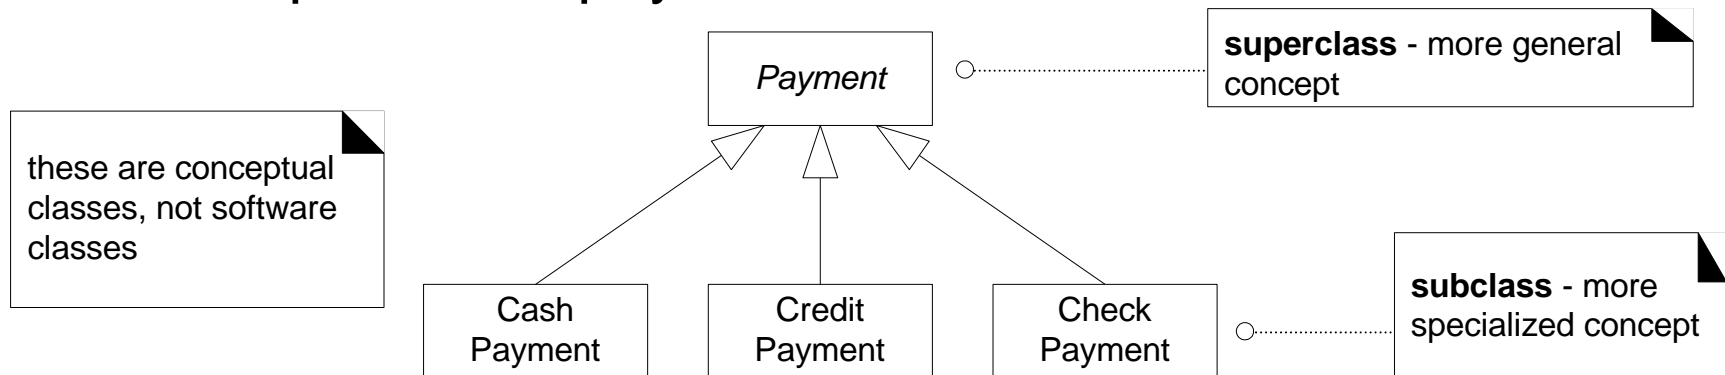 superclass - more general
concept
Payment
these are conceptual
classes, not software
classes
Cash
Payment
Credit
Payment
Check
Payment
subclass - more
specialized concept